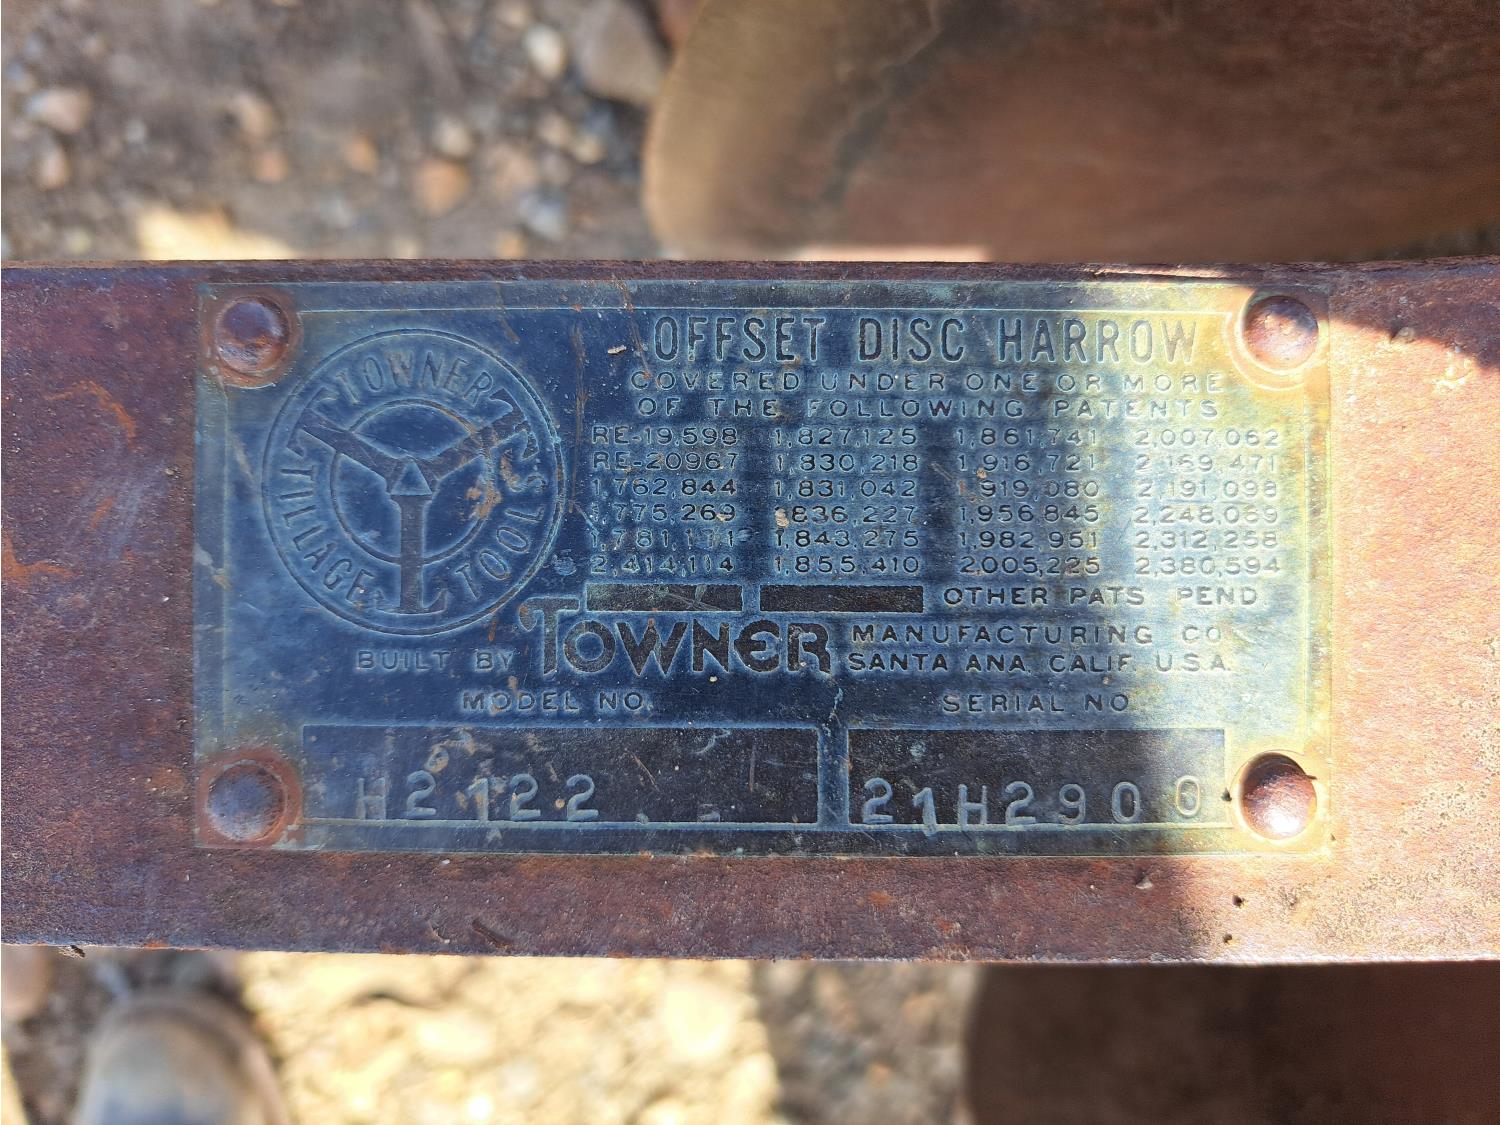 TOWNER
TILLAGE TOOLS
OFFSET DISC HARROW
COVERED UNDER ONE OR MORE
OF THE FOLLOWING PATENTS
RE-19,598 1,827,125 1,861,741 2,007,062
RE-20967 1,830,218 1,916,721 2,169,471
1,762,844 1,831,042 1,919,080 2,191,098
1,775,269 1,836,227 1,956,845 2,248,069
1,843,275 1,982,951 2,312,258
2,414,114 1,855,410 2,005,225 2,380,594
OTHER PATS PEND
BUILT BY TOWNER MANUFACTURING CO
SANTA ANA, CALIF. U.S.A.
MODEL NO. SERIAL NO.
H2122 21H2900